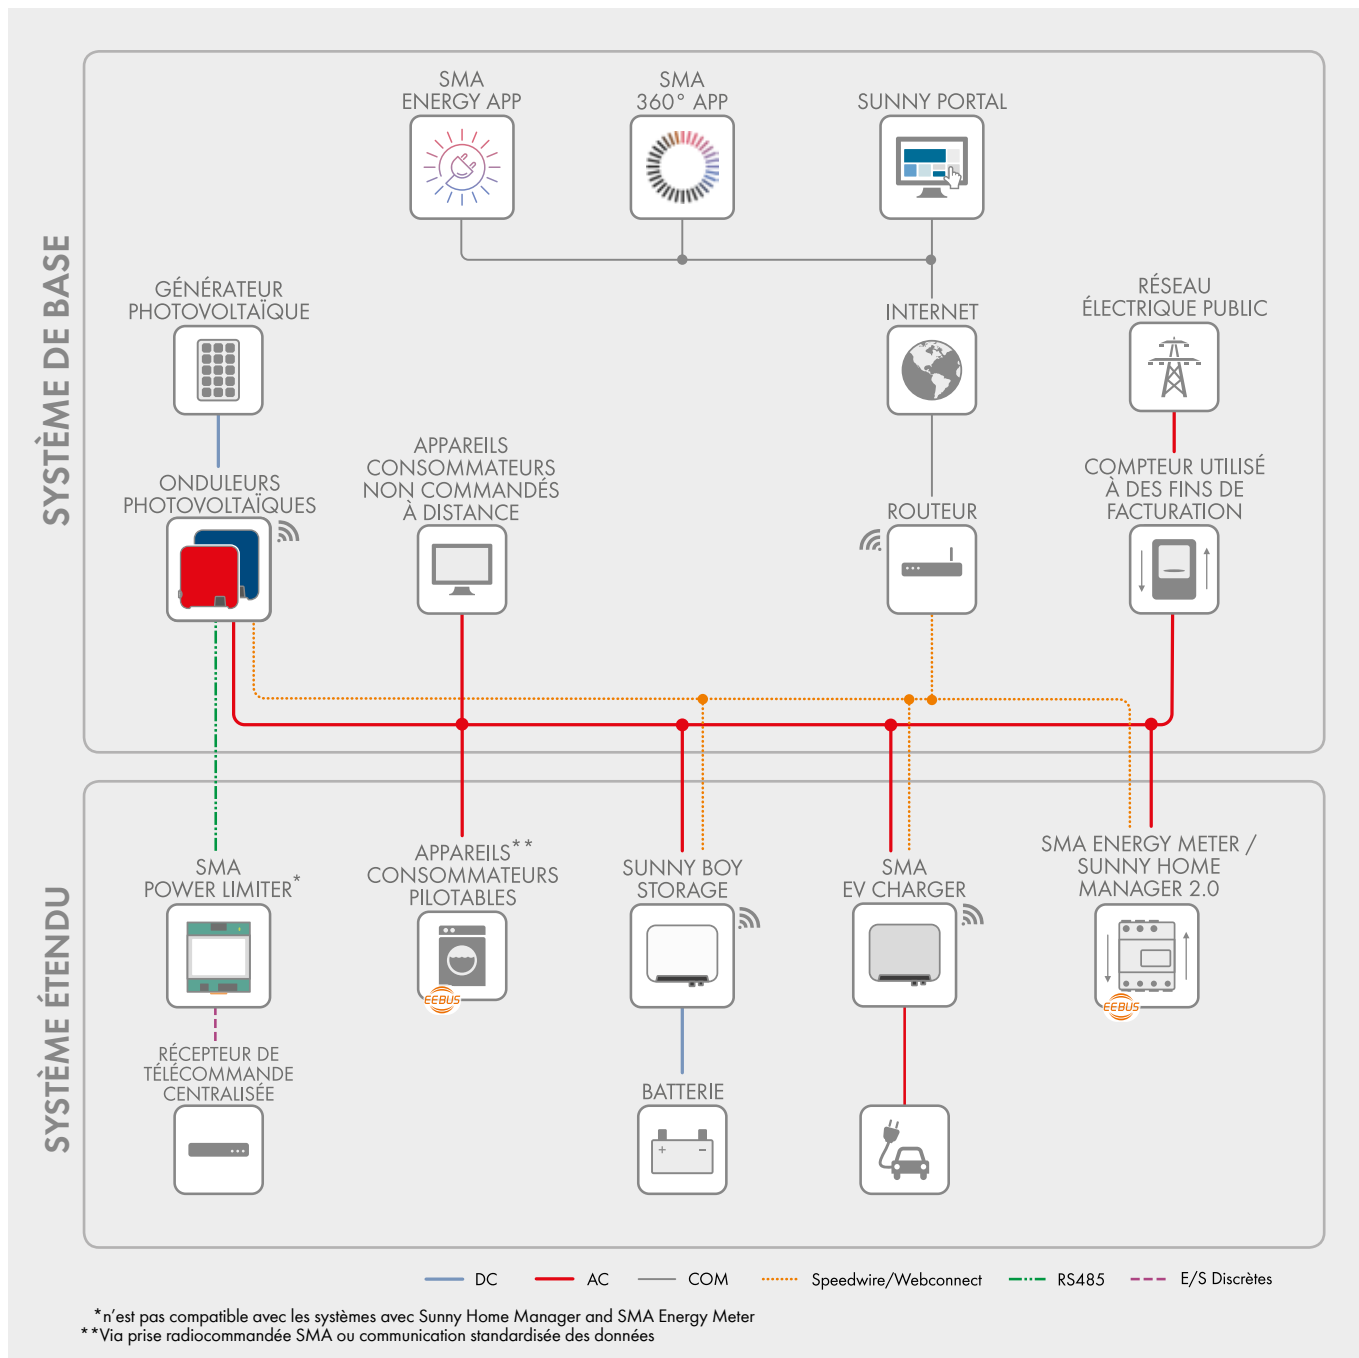 SYSTÈME DE BASE
SMA
ENERGY APP
SMA
360° APP
SUNNY PORTAL
GÉNÉRATEUR
PHOTOVOLTAÏQUE
INTERNET
RÉSEAU
ÉLECTRIQUE PUBLIC
ONDULEURS
PHOTOVOLTAÏQUES
APPAREILS
CONSOMMATEURS
NON COMMANDÉS
À DISTANCE
ROUTEUR
COMPTEUR UTILISÉ
À DES FINS DE
FACTURATION
SYSTÈME ÉTENDU
SMA
POWER LIMITER*
APPAREILS**
CONSOMMATEURS
PILOTABLES
EEBUS
SUNNY BOY
STORAGE
SMA
EV CHARGER
SMA ENERGY METER /
SUNNY HOME
MANAGER 2.0
EEBUS
RÉCEPTEUR DE
TÉLÉCOMMANDE
CENTRALISÉE
BATTERIE
+ −
DC
AC
COM
Speedwire/Webconnect
RS485
E/S Discrètes
*n'est pas compatible avec les systèmes avec Sunny Home Manager and SMA Energy Meter
**Via prise radiocommandée SMA ou communication standardisée des données